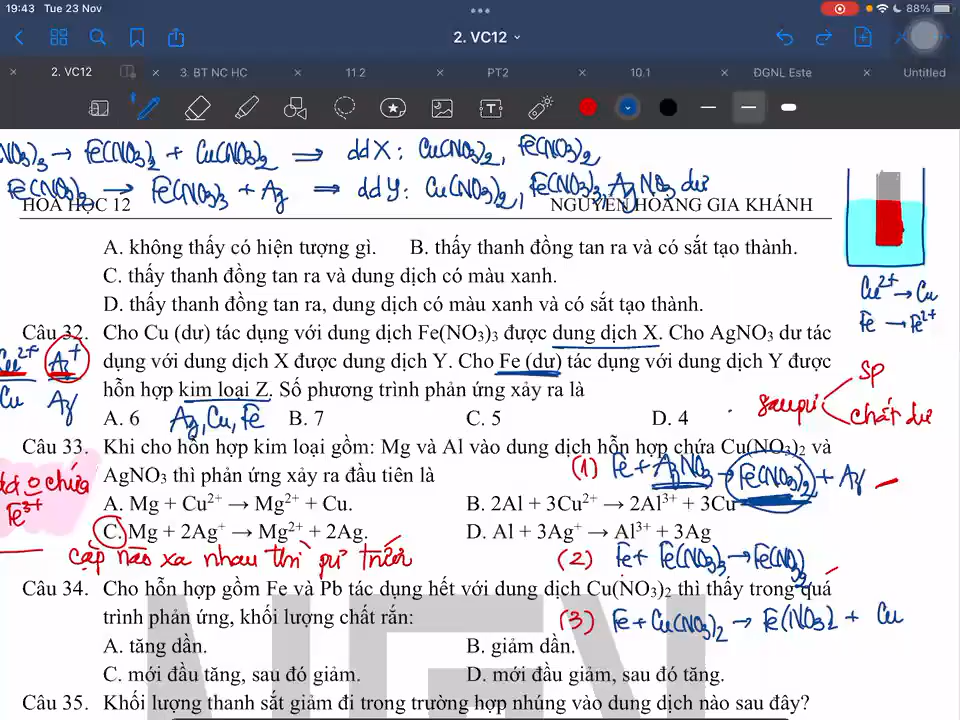 19:43 Tue 23 Nov 88%
2. VC12
2. VC12 3. BT NC HC 11.2 PT2 10.1 ĐGNL Este Untitled
NO₃)₃ → Fe(NO₃)₂ + Cu(NO₃)₂ ⇒ ddX: Cu(NO₃)₂, Fe(NO₃)₂
Fe(NO₃)₂ → Fe(NO₃)₃ + Ag ⇒ ddY: Cu(NO₃)₂, Fe(NO₃)₃, AgNO₃ dư
HÓA HỌC 12 NGUYỄN HOÀNG GIA KHÁNH
A. không thấy có hiện tượng gì. B. thấy thanh đồng tan ra và có sắt tạo thành.
C. thấy thanh đồng tan ra và dung dịch có màu xanh.
D. thấy thanh đồng tan ra, dung dịch có màu xanh và có sắt tạo thành.
Cu²⁺ → Cu
Fe → Fe²⁺
Câu 32. Cho Cu (dư) tác dụng với dung dịch Fe(NO₃)₃ được dung dịch X. Cho AgNO₃ dư tác
dụng với dung dịch X được dung dịch Y. Cho Fe (dư) tác dụng với dung dịch Y được
hỗn hợp kim loại Z. Số phương trình phản ứng xảy ra là
Cu²⁺ Ag⁺
Cu Ag
A. 6 B. 7 C. 5 D. 4
Ag, Cu, Fe
sau pư SP
chất dư
Câu 33. Khi cho hỗn hợp kim loại gồm: Mg và Al vào dung dịch hỗn hợp chứa Cu(NO₃)₂ và
AgNO₃ thì phản ứng xảy ra đầu tiên là
(1) Fe + AgNO₃ → Fe(NO₃)₂ + Ag
dd ko chứa
Fe³⁺
A. Mg + Cu²⁺ → Mg²⁺ + Cu. B. 2Al + 3Cu²⁺ → 2Al³⁺ + 3Cu
C. Mg + 2Ag⁺ → Mg²⁺ + 2Ag. D. Al + 3Ag⁺ → Al³⁺ + 3Ag
cặp nào xa nhau thì pư trước
(2) Fe + Fe(NO₃)₃ → Fe(NO₃)₂
Câu 34. Cho hỗn hợp gồm Fe và Pb tác dụng hết với dung dịch Cu(NO₃)₂ thì thấy trong quá
trình phản ứng, khối lượng chất rắn:
(3) Fe + Cu(NO₃)₂ → Fe(NO₃)₂ + Cu
A. tăng dần. B. giảm dần.
C. mới đầu tăng, sau đó giảm. D. mới đầu giảm, sau đó tăng.
Câu 35. Khối lượng thanh sắt giảm đi trong trường hợp nhúng vào dung dịch nào sau đây?